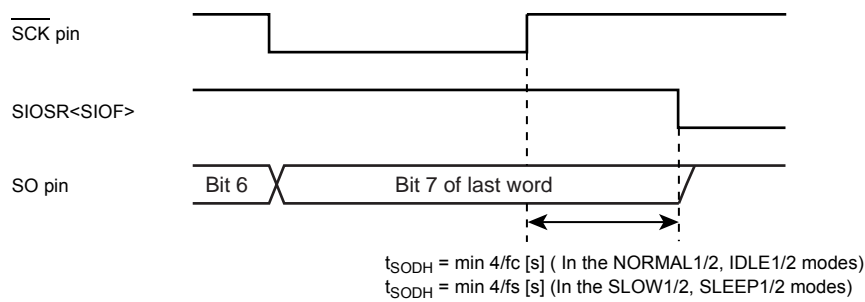 SCK pin
SIOSR<SIOF>
SO pin
Bit 6
Bit 7 of last word
tSODH = min 4/fc [s] ( In the NORMAL1/2, IDLE1/2 modes)
tSODH = min 4/fs [s] (In the SLOW1/2, SLEEP1/2 modes)